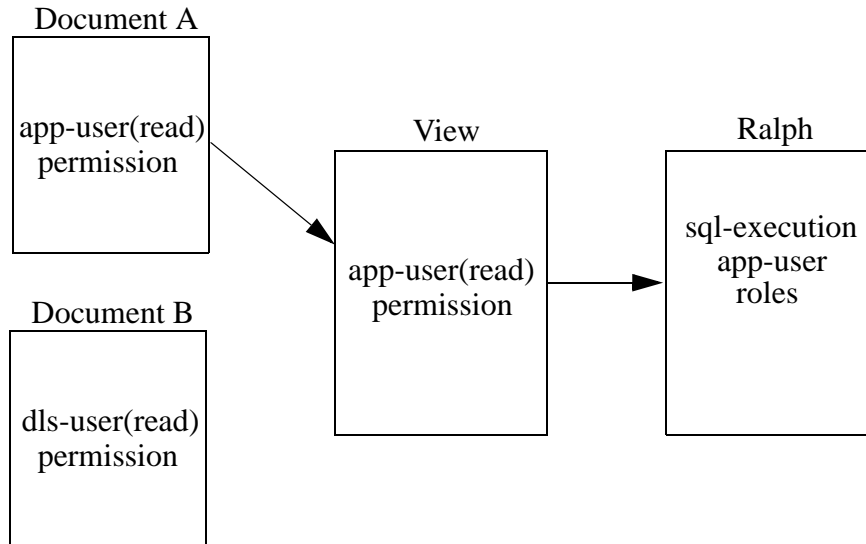 Document A
app-user(read)
permission
View
app-user(read)
permission
Ralph
sql-execution
app-user
roles
Document B
dls-user(read)
permission